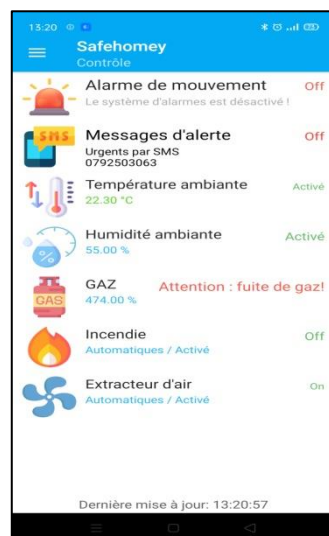 13:20
Safehomey
Contrôle
Alarme de mouvement Off
Le système d'alarmes est désactivé !
SMS
Messages d'alerte Off
Urgents par SMS
0792503063
Température ambiante Activé
22.30 °C
Humidité ambiante Activé
55.00 %
GAZ Attention : fuite de gaz!
474.00 %
GAS
Incendie Off
Automatiques / Activé
Extracteur d'air On
Automatiques / Activé
Dernière mise à jour: 13:20:57